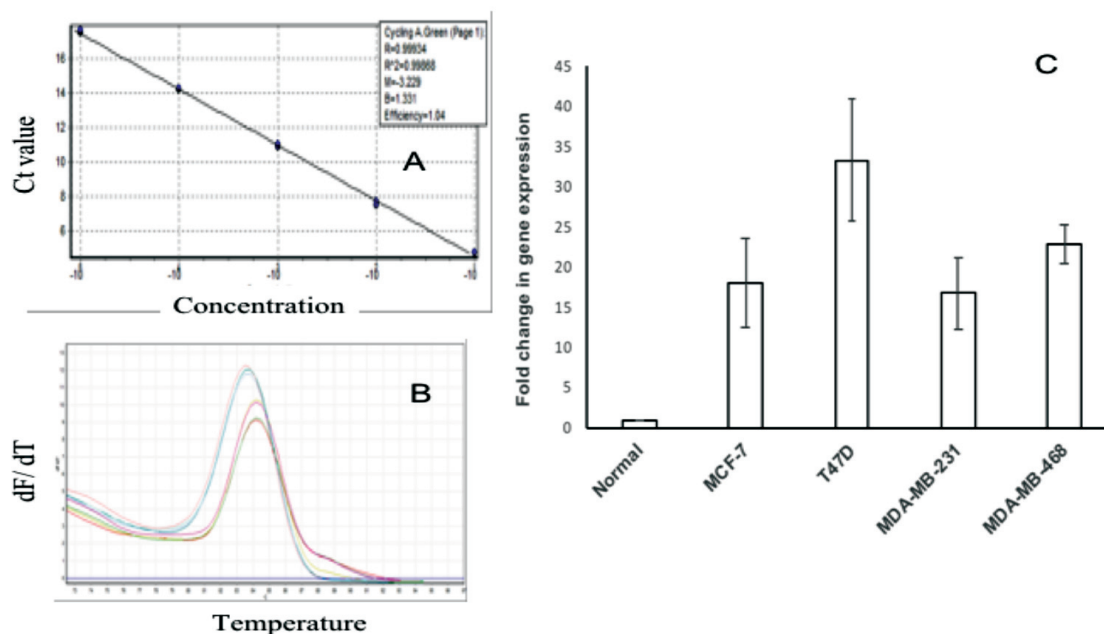 Cycling A.Green (Page 1):
R=0.99934
R^2=0.99868
M=-3.229
B=1.331
Efficiency=1.04
16
14
12
10
8
6
Ct value
A
-10 -10 -10 -10 -10
Concentration
B
dF/ dT
Temperature
C
Fold change in gene expression
45
40
35
30
25
20
15
10
5
0
Normal
MCF-7
T47D
MDA-MB-231
MDA-MB-468